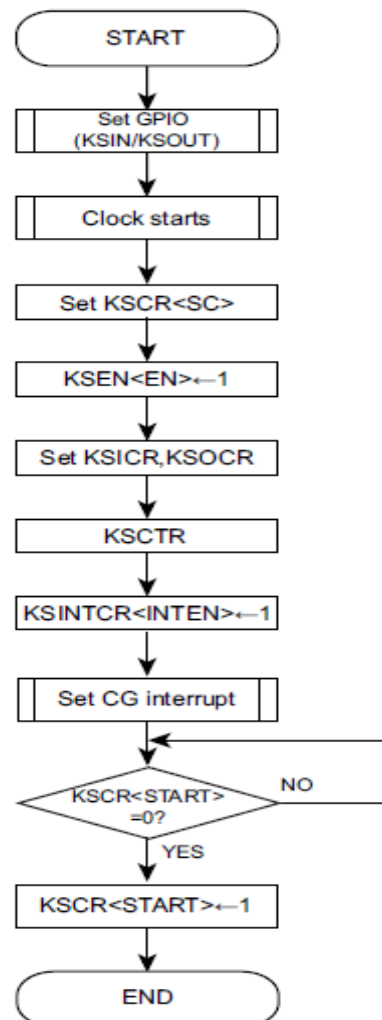 START
Set GPIO
(KSIN/KSOUT)
Clock starts
Set KSCR<SC>
KSEN<EN>←1
Set KSICR,KSOCR
KSCTR
KSINTCR<INTEN>←1
Set CG interrupt
KSCR<START>
=0?
NO
YES
KSCR<START>←1
END